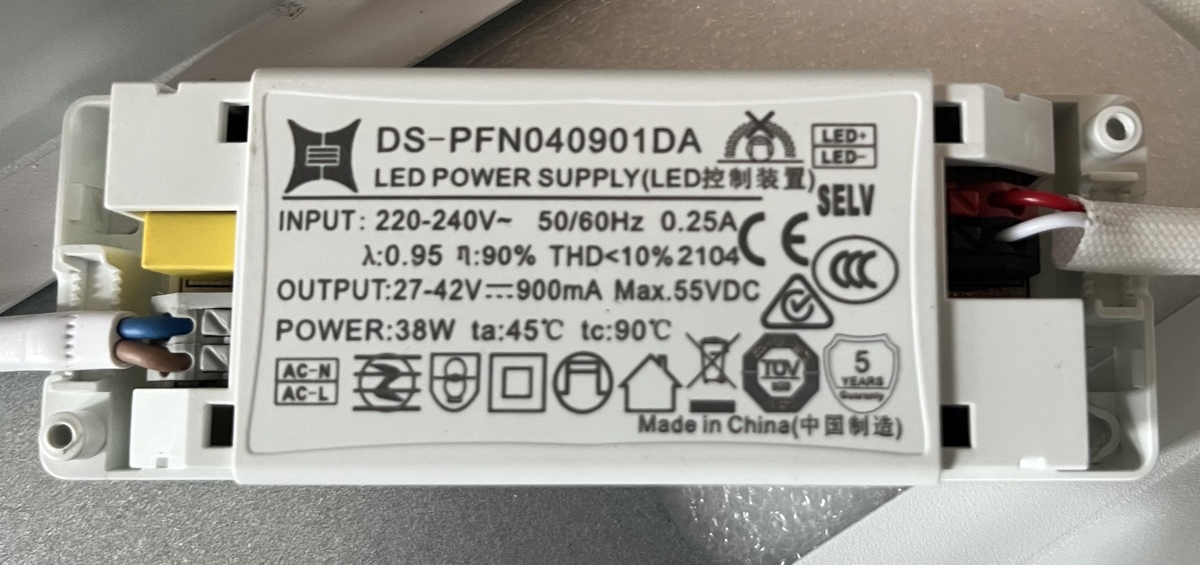 DS-PFN040901DA
LED+
LED-
LED POWER SUPPLY(LED控制装置)
SELV
INPUT: 220-240V~ 50/60Hz 0.25A
λ:0.95 η:90% THD<10% 2104
OUTPUT:27-42V⎓900mA Max.55VDC
POWER:38W ta:45℃ tc:90℃
AC-N
AC-L
TÜV
5
YEARS
Guaranty
Made in China(中国制造)